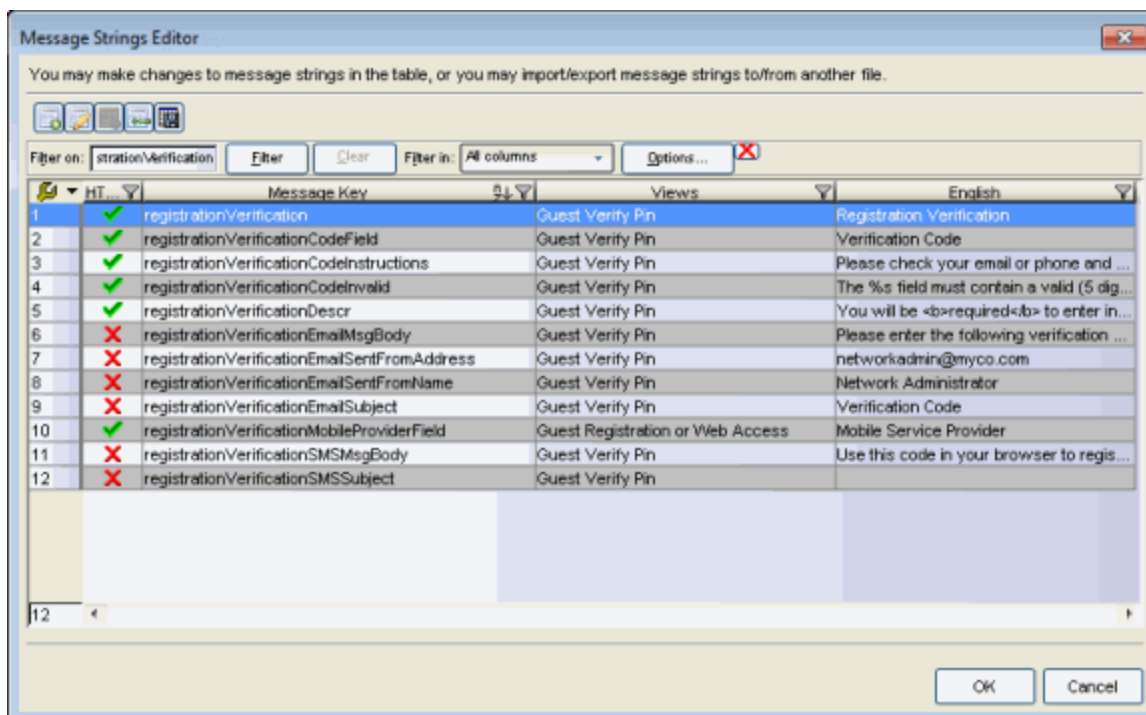 Message Strings Editor
You may make changes to message strings in the table, or you may import/export message strings to/from another file.
Filter on: strationVerification Filter Clear Filter in: All columns Options...
HT... Message Key Views English
1 registrationVerification Guest Verify Pin Registration Verification
2 registrationVerificationCodeField Guest Verify Pin Verification Code
3 registrationVerificationCodeInstructions Guest Verify Pin Please check your email or phone and ...
4 registrationVerificationCodeInvalid Guest Verify Pin The %s field must contain a valid (5 dig...
5 registrationVerificationDescr Guest Verify Pin You will be <b>required</b> to enter in...
6 registrationVerificationEmailMsgBody Guest Verify Pin Please enter the following verification ...
7 registrationVerificationEmailSentFromAddress Guest Verify Pin networkadmin@myco.com
8 registrationVerificationEmailSentFromName Guest Verify Pin Network Administrator
9 registrationVerificationEmailSubject Guest Verify Pin Verification Code
10 registrationVerificationMobileProviderField Guest Registration or Web Access Mobile Service Provider
11 registrationVerificationSMSMsgBody Guest Verify Pin Use this code in your browser to regis...
12 registrationVerificationSMSSubject Guest Verify Pin
12
OK Cancel